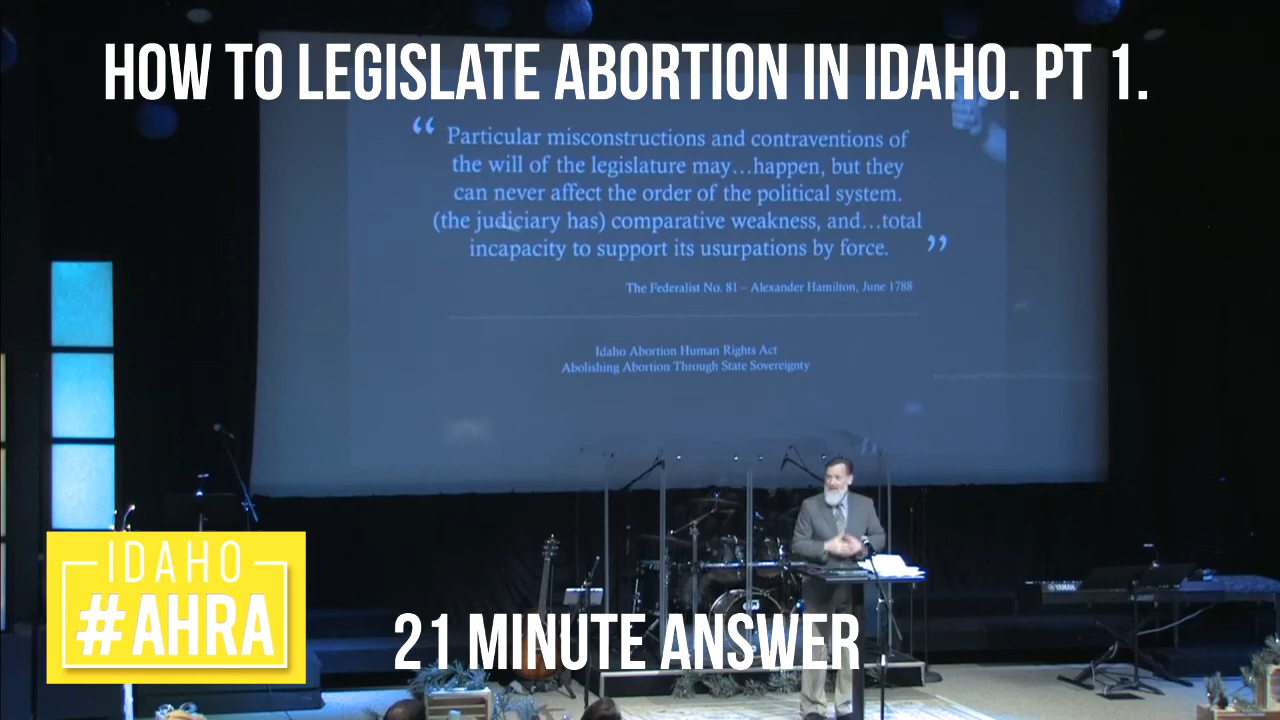 HOW TO LEGISLATE ABORTION IN IDAHO. PT 1.
“ Particular misconstructions and contraventions of
the will of the legislature may…happen, but they
can never affect the order of the political system.
(the judiciary has) comparative weakness, and…total
incapacity to support its usurpations by force. ”
The Federalist No. 81 – Alexander Hamilton, June 1788
Idaho Abortion Human Rights Act
Abolishing Abortion Through State Sovereignty
YAMAHA
IDAHO
#AHRA
21 MINUTE ANSWER